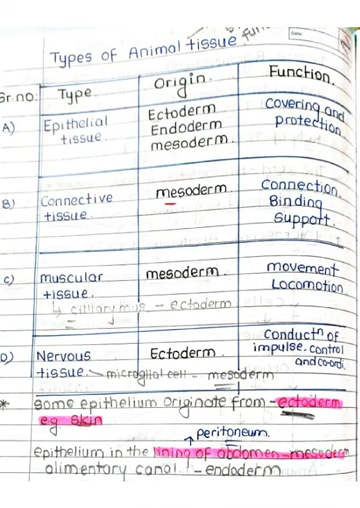 Types of Animal tissue
Sr.no. Type. Origin. Function.
A) Epithelial tissue. Ectoderm Endoderm mesoderm. Covering and protection
B) Connective tissue. mesoderm. Connection, Binding Support.
C) muscular tissue. mesoderm. movement Locomotion
↳ cilliary mus - ectoderm
D) Nervous tissue. Ectoderm. Conductⁿ of impulse. control and coordi.
microglial cell - mesoderm
* some epithelium originate from - ectoderm
e.g. skin
peritoneum.
epithelium in the lining of abdomen - mesoderm
alimentary canal - endoderm